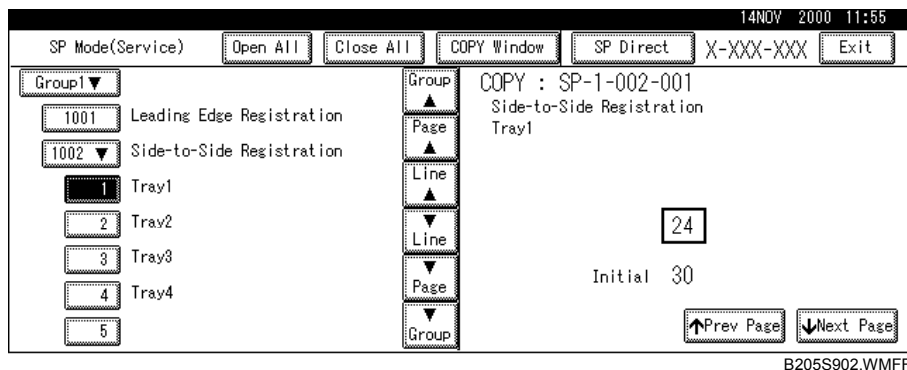 14NOV 2000 11:55
SP Mode(Service) Open All Close All COPY Window SP Direct X-XXX-XXX Exit
Group1▼
1001 Leading Edge Registration
1002 ▼ Side-to-Side Registration
1 Tray1
2 Tray2
3 Tray3
4 Tray4
5
Group
▲
Page
▲
Line
▲
▼
Line
▼
Page
▼
Group
COPY : SP-1-002-001
Side-to-Side Registration
Tray1
24
Initial 30
↑Prev Page ↓Next Page
B205S902.WMF